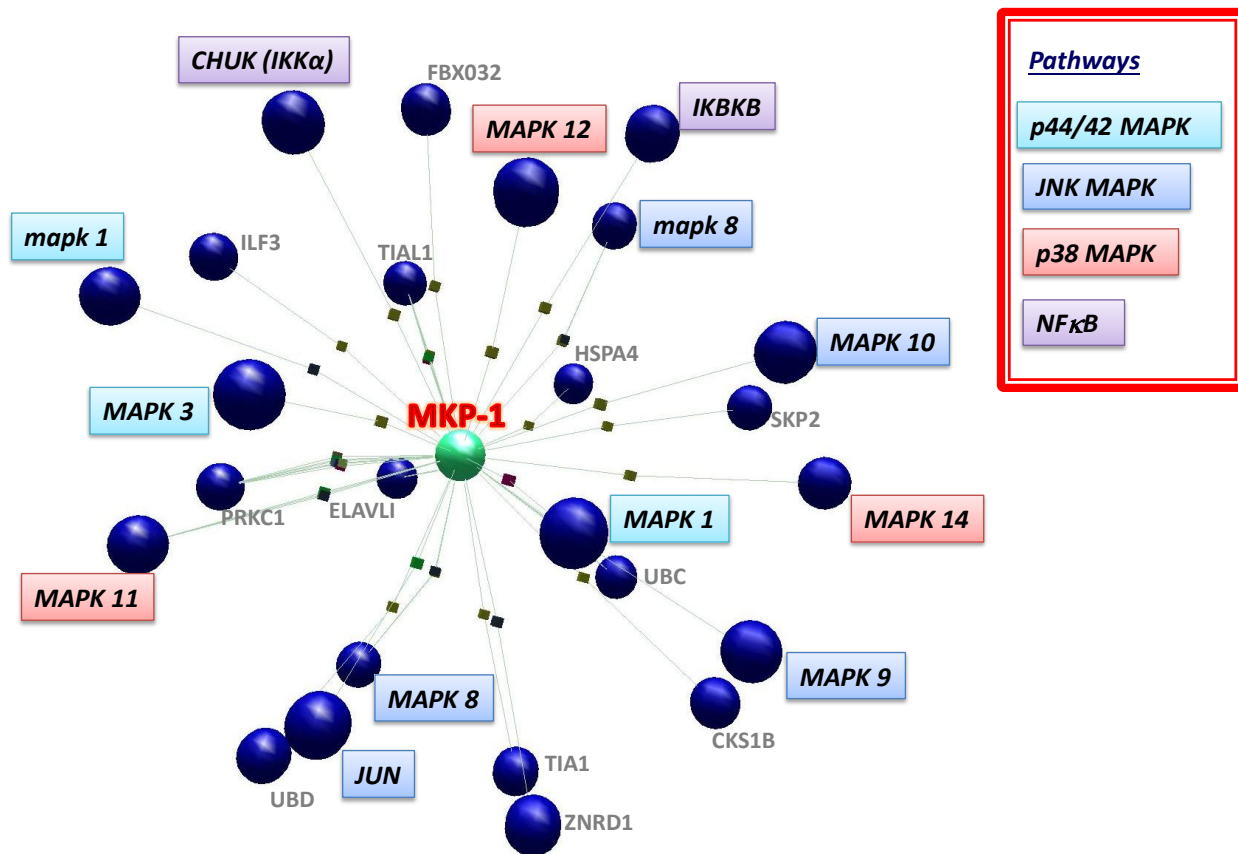 CHUK (IKKα)
FBX032
MAPK 12
IKBKB
mapk 1
ILF3
TIAL1
mapk 8
MAPK 3
MKP-1
HSPA4
MAPK 10
SKP2
PRKC1
ELAVLI
MAPK 11
MAPK 1
MAPK 14
UBC
MAPK 8
MAPK 9
JUN
UBD
TIA1
ZNRD1
CKS1B
Pathways
p44/42 MAPK
JNK MAPK
p38 MAPK
NFκB